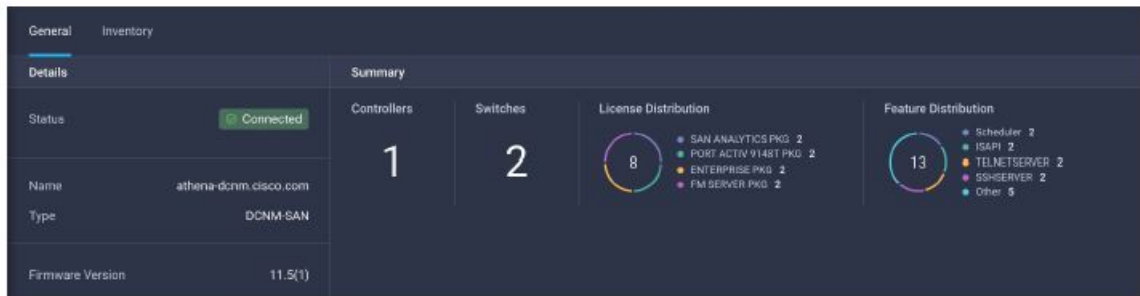 General Inventory
Details
Status Connected
Name athena-dcnm.cisco.com
Type DCNM-SAN
Firmware Version 11.5(1)
Summary
Controllers
1
Switches
2
License Distribution
8
SAN ANALYTICS PKG 2
PORT ACTIV 9148T PKG 2
ENTERPRISE PKG 2
FM SERVER PKG 2
Feature Distribution
13
Scheduler 2
ISAPI 2
TELNETSERVER 2
SSHSERVER 2
Other 5